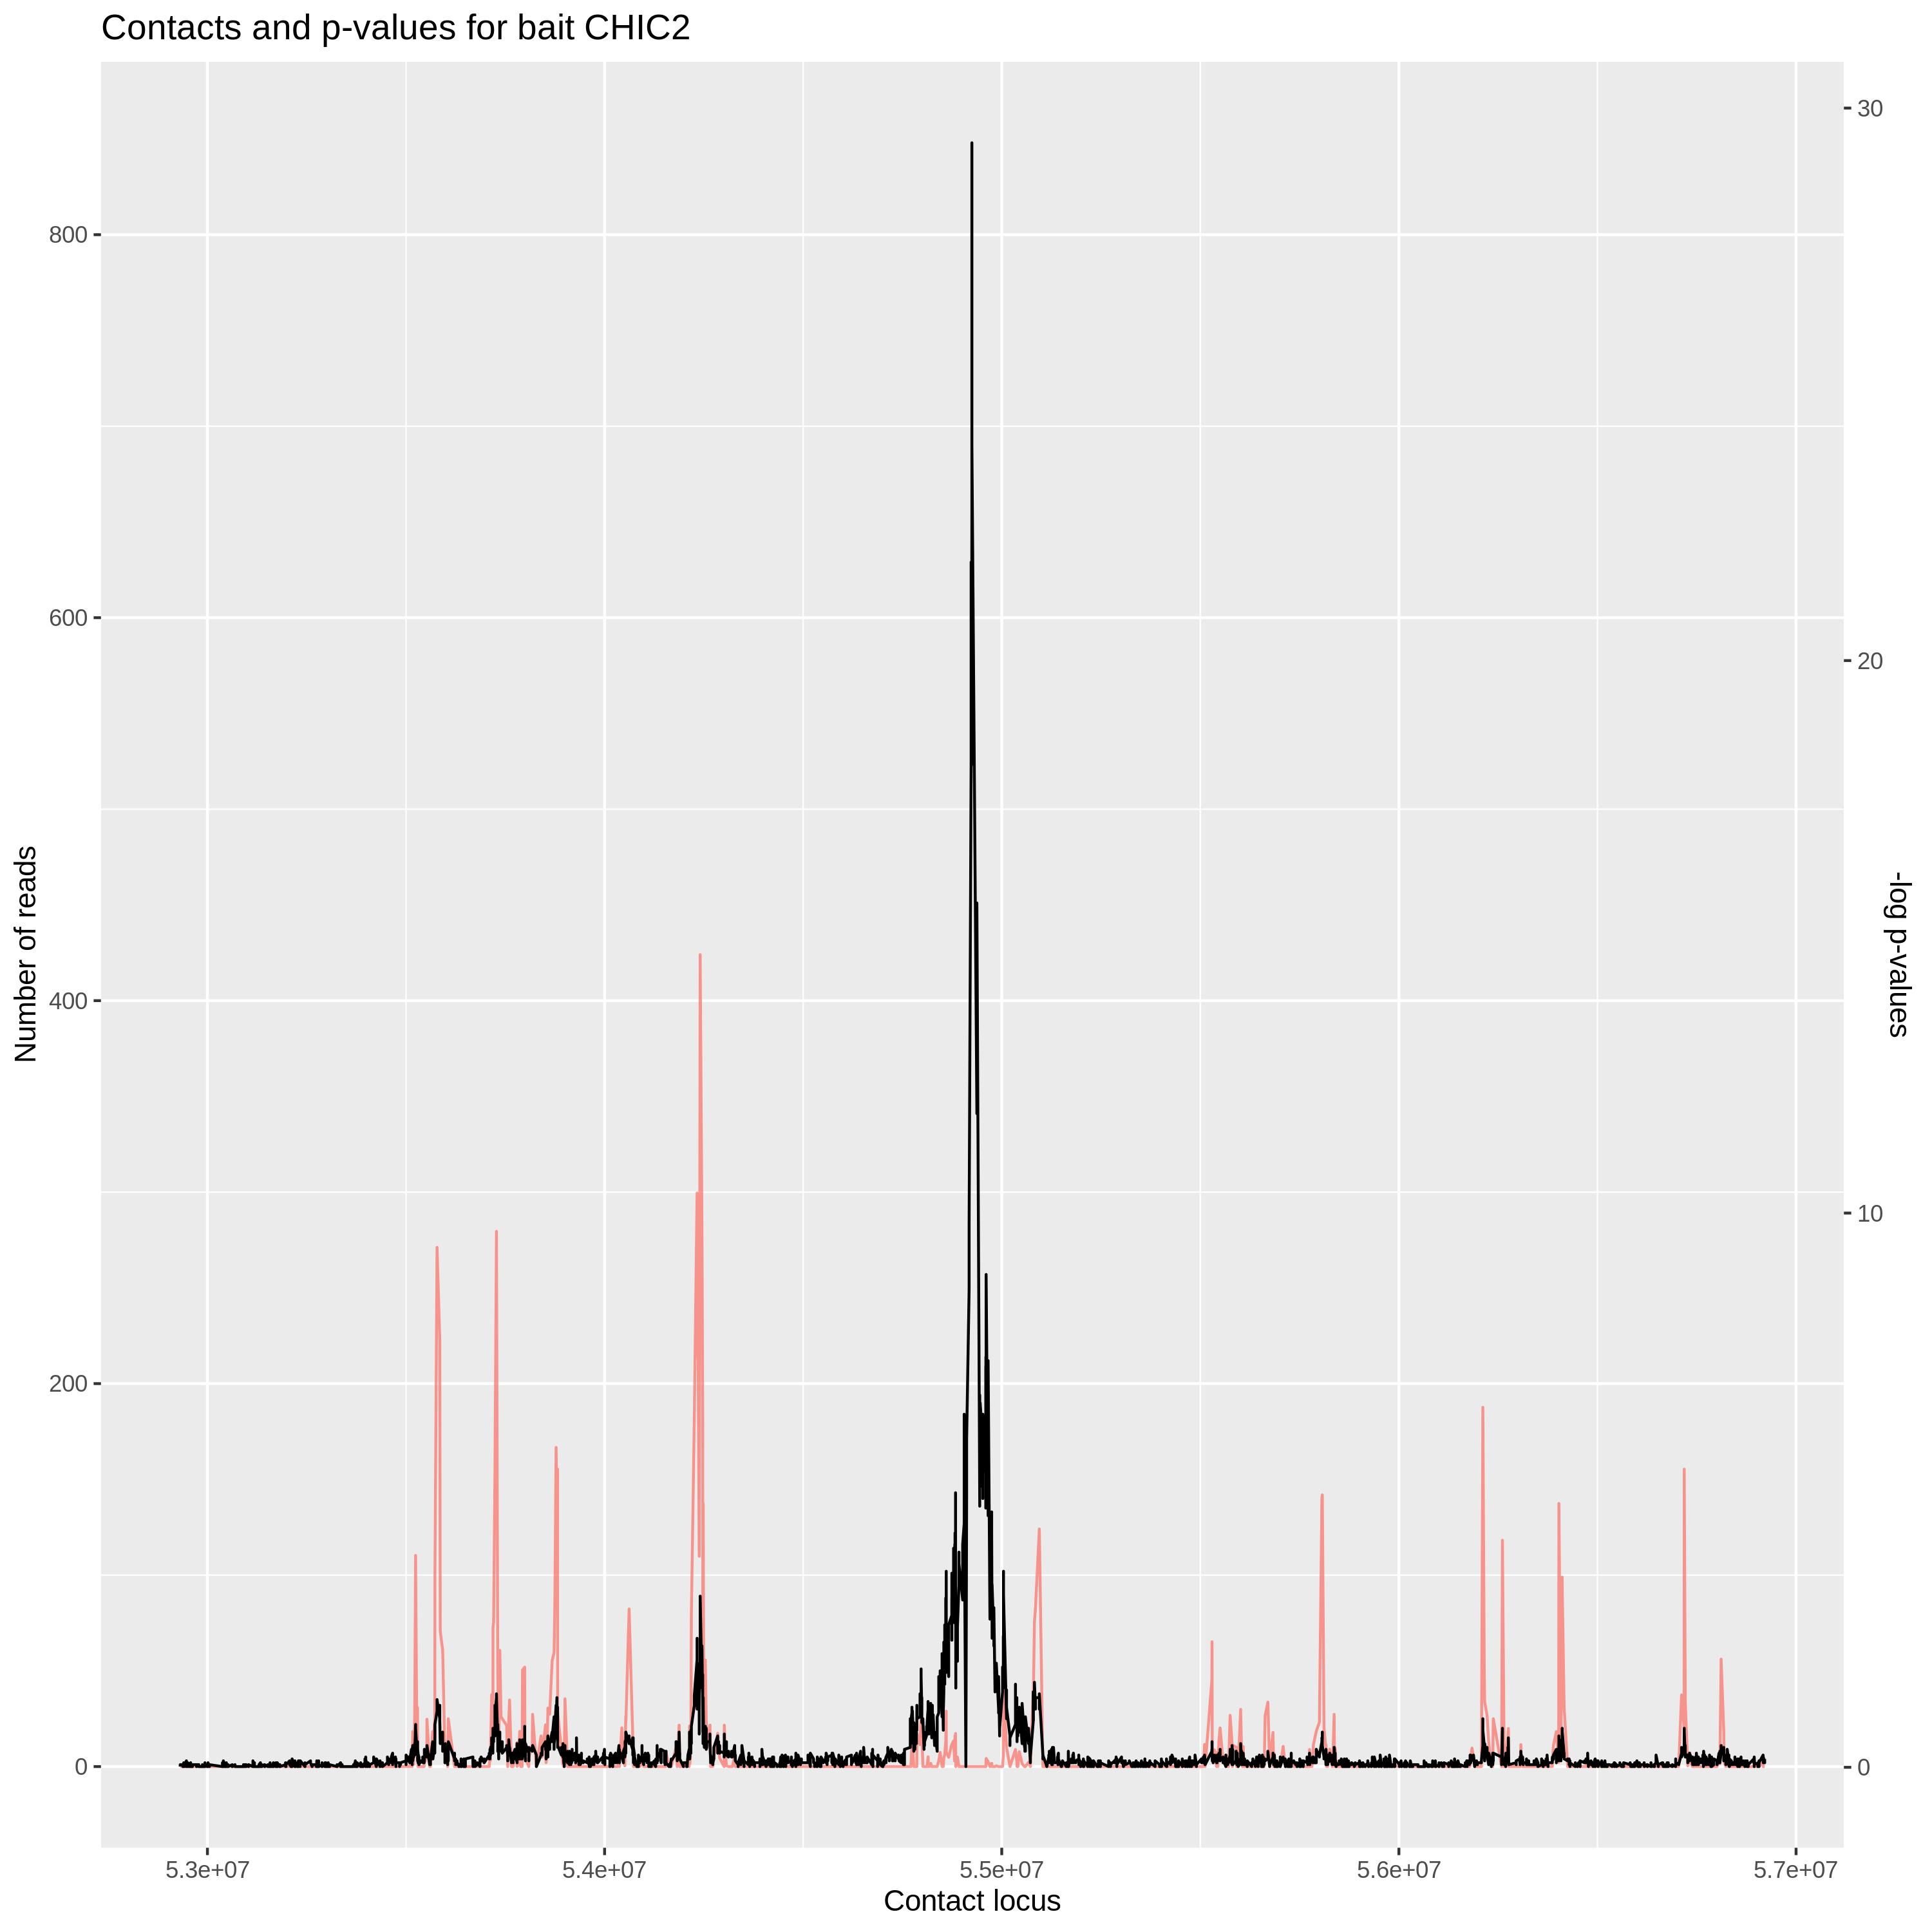 Contacts and p-values for bait CHIC2
800
600
400
200
0
Number of reads
30
20
10
0
-log p-values
5.3e+07
5.4e+07
5.5e+07
5.6e+07
5.7e+07
Contact locus